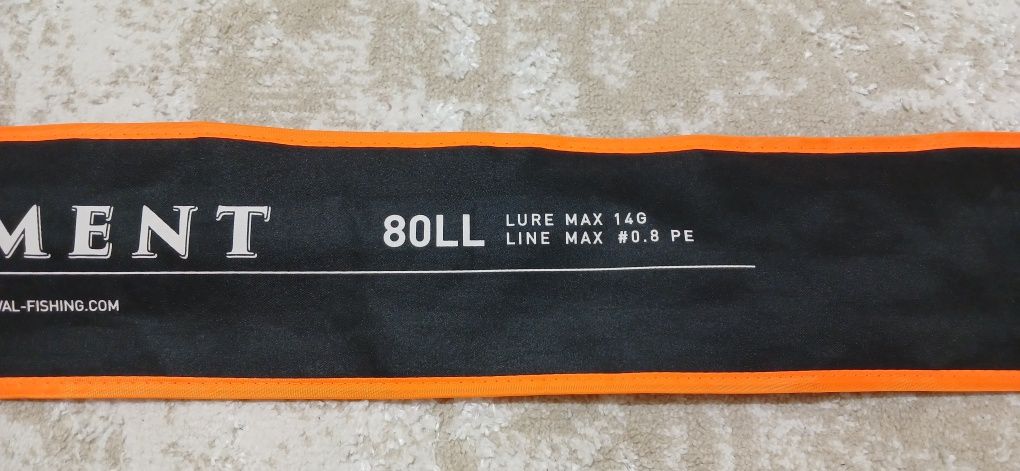 MENT
80LL
LURE MAX 14G
LINE MAX #0.8 PE
VAL-FISHING.COM